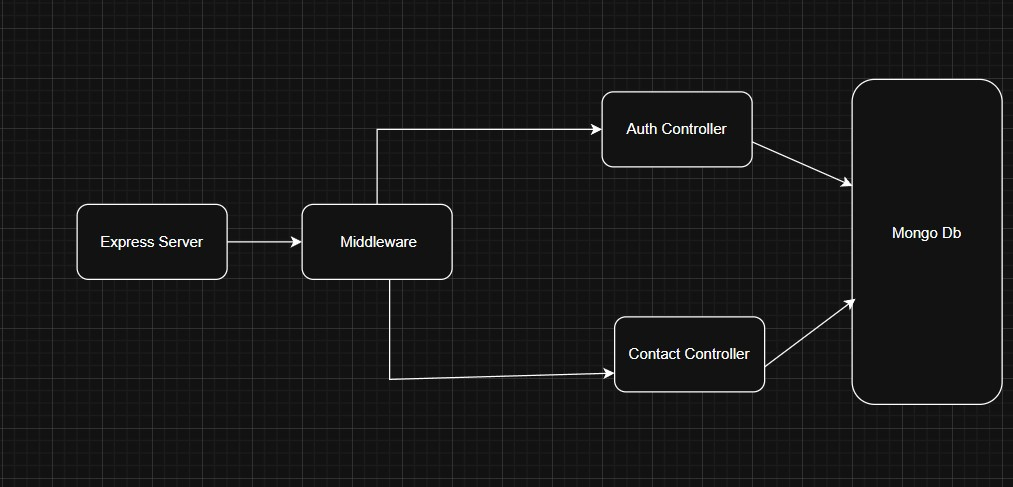 Auth Controller
Mongo Db
Express Server
Middleware
Contact Controller